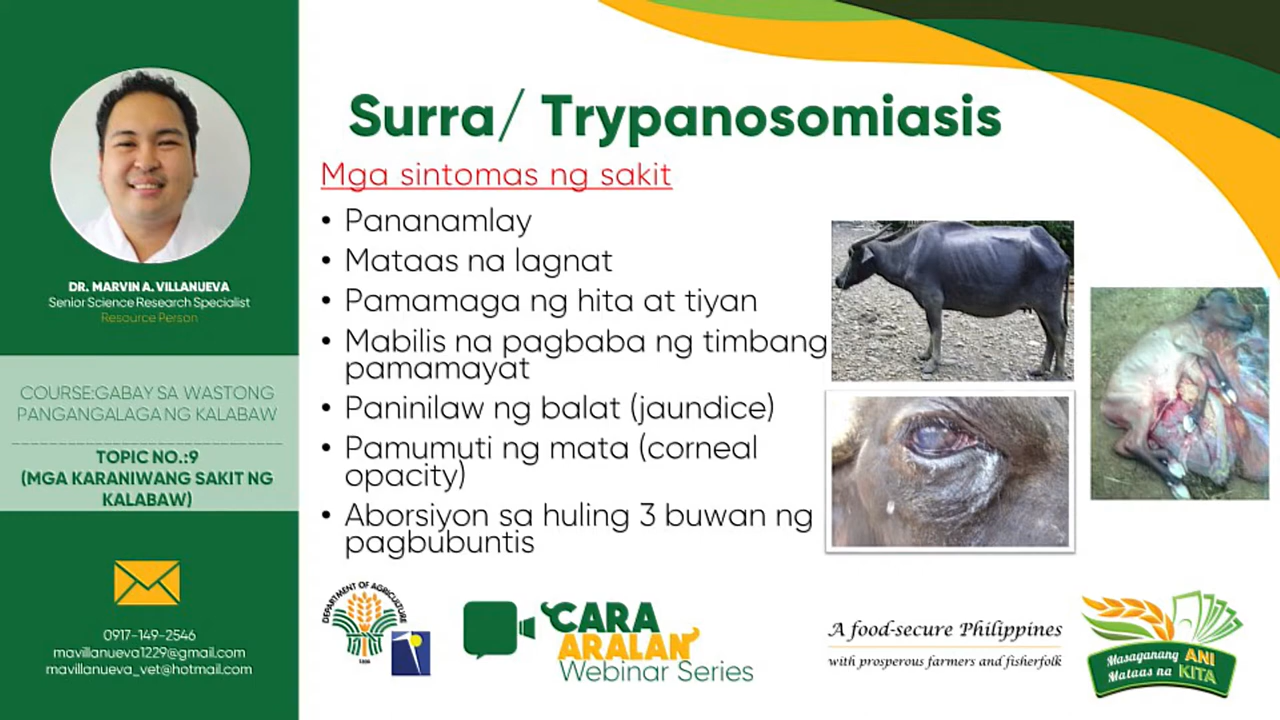 DR. MARVIN A. VILLANUEVA
Senior Science Research Specialist
Resource Person
COURSE:GABAY SA WASTONG
PANGANGALAGA NG KALABAW
TOPIC NO.:9
(MGA KARANIWANG SAKIT NG
KALABAW)
0917-149-2546
mavillanueva1229@gmail.com
mavillanueva_vet@hotmail.com
Surra/ Trypanosomiasis
Mga sintomas ng sakit
• Pananamlay
• Mataas na lagnat
• Pamamaga ng hita at tiyan
• Mabilis na pagbaba ng timbang
pamamayat
• Paninilaw ng balat (jaundice)
• Pamumuti ng mata (corneal
opacity)
• Aborsiyon sa huling 3 buwan ng
pagbubuntis
DEPARTMENT OF AGRICULTURE
CARA
ARALAN
Webinar Series
A food-secure Philippines
with prosperous farmers and fisherfolk
Masaganang ANI
Mataas na KITA